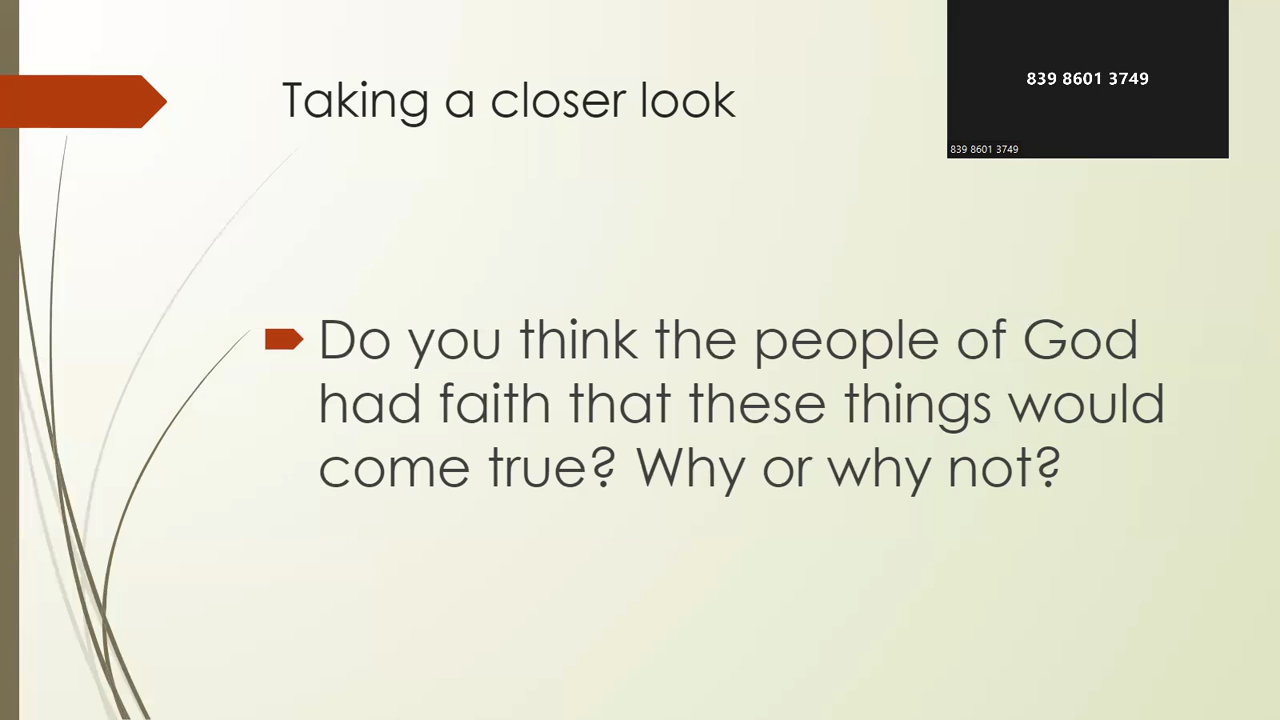 Taking a closer look
839 8601 3749
839 8601 3749
Do you think the people of God
had faith that these things would
come true? Why or why not?